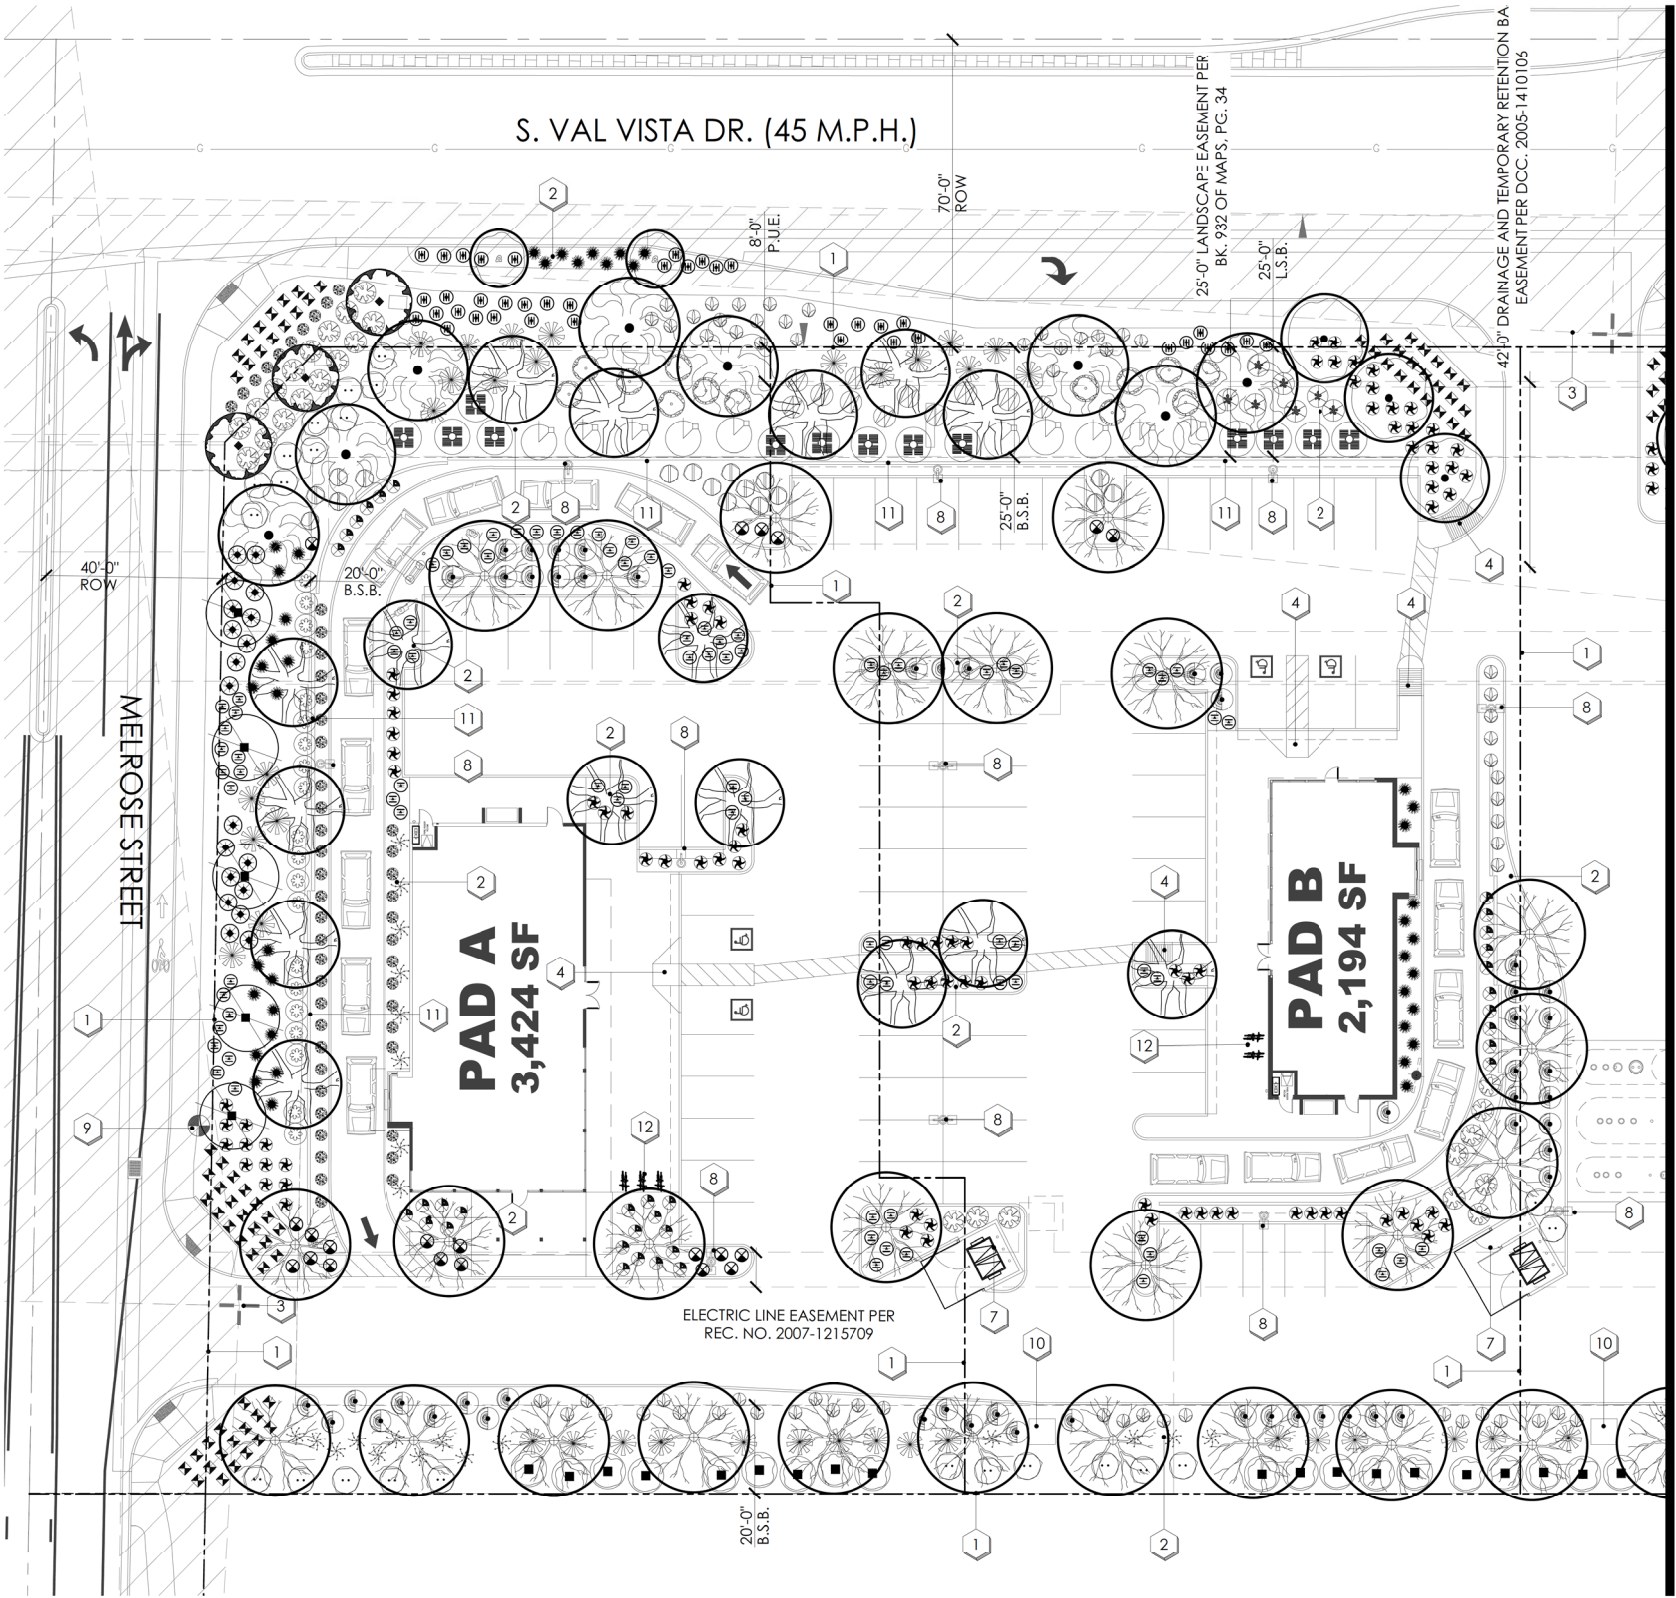 S. VAL VISTA DR. (45 M.P.H.)
G
G
G
G
G
G
G
25'-0" LANDSCAPE EASEMENT PER
BK. 932 OF MAPS, PG. 34
42'-0" DRAINAGE AND TEMPORARY RETENTION BA
EASEMENT PER DCC. 2005-1410106
70'-0"
ROW
8'-0"
P.U.E.
25'-0"
L.S.B.
2
1
3
2
8
11
11
8
25'-0"
B.S.B.
11
8
2
4
40'-0"
ROW
20'-0"
B.S.B.
1
2
4
4
1
2
11
8
8
2
8
8
MELROSE STREET
2
4
2
PAD A
3,424 SF
PAD B
2,194 SF
4
1
11
2
12
9
12
8
8
2
8
3
ELECTRIC LINE EASEMENT PER
REC. NO. 2007-1215709
7
8
7
1
1
10
1
10
20'-0"
B.S.B.
1
2